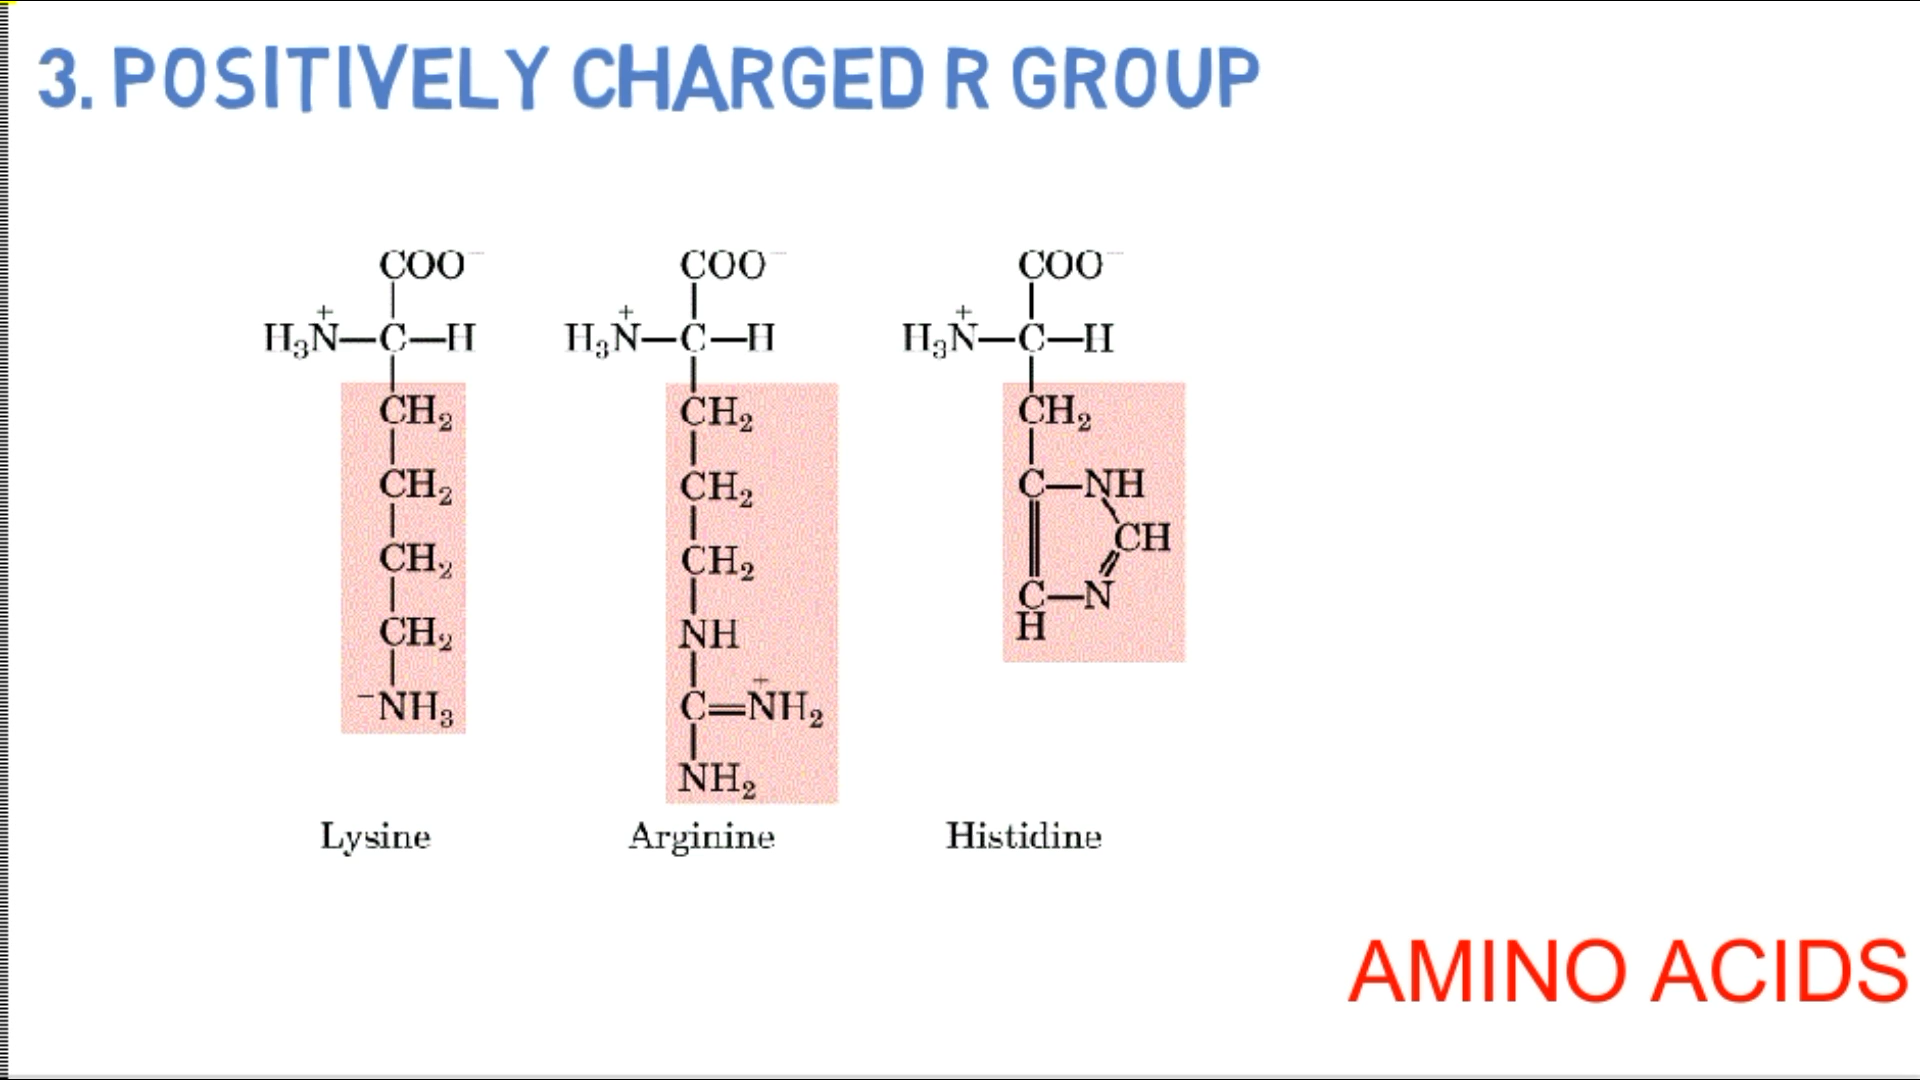 3. POSITIVELY CHARGED R GROUP
COO⁻ COO⁻ COO⁻
H₃N⁺—C—H H₃N⁺—C—H H₃N⁺—C—H
CH₂ CH₂ CH₂
CH₂ CH₂ C—NH
CH
CH₂ CH₂ C—N
H
CH₂ NH
⁻NH₃ C=N⁺H₂
NH₂
Lysine Arginine Histidine
AMINO ACIDS